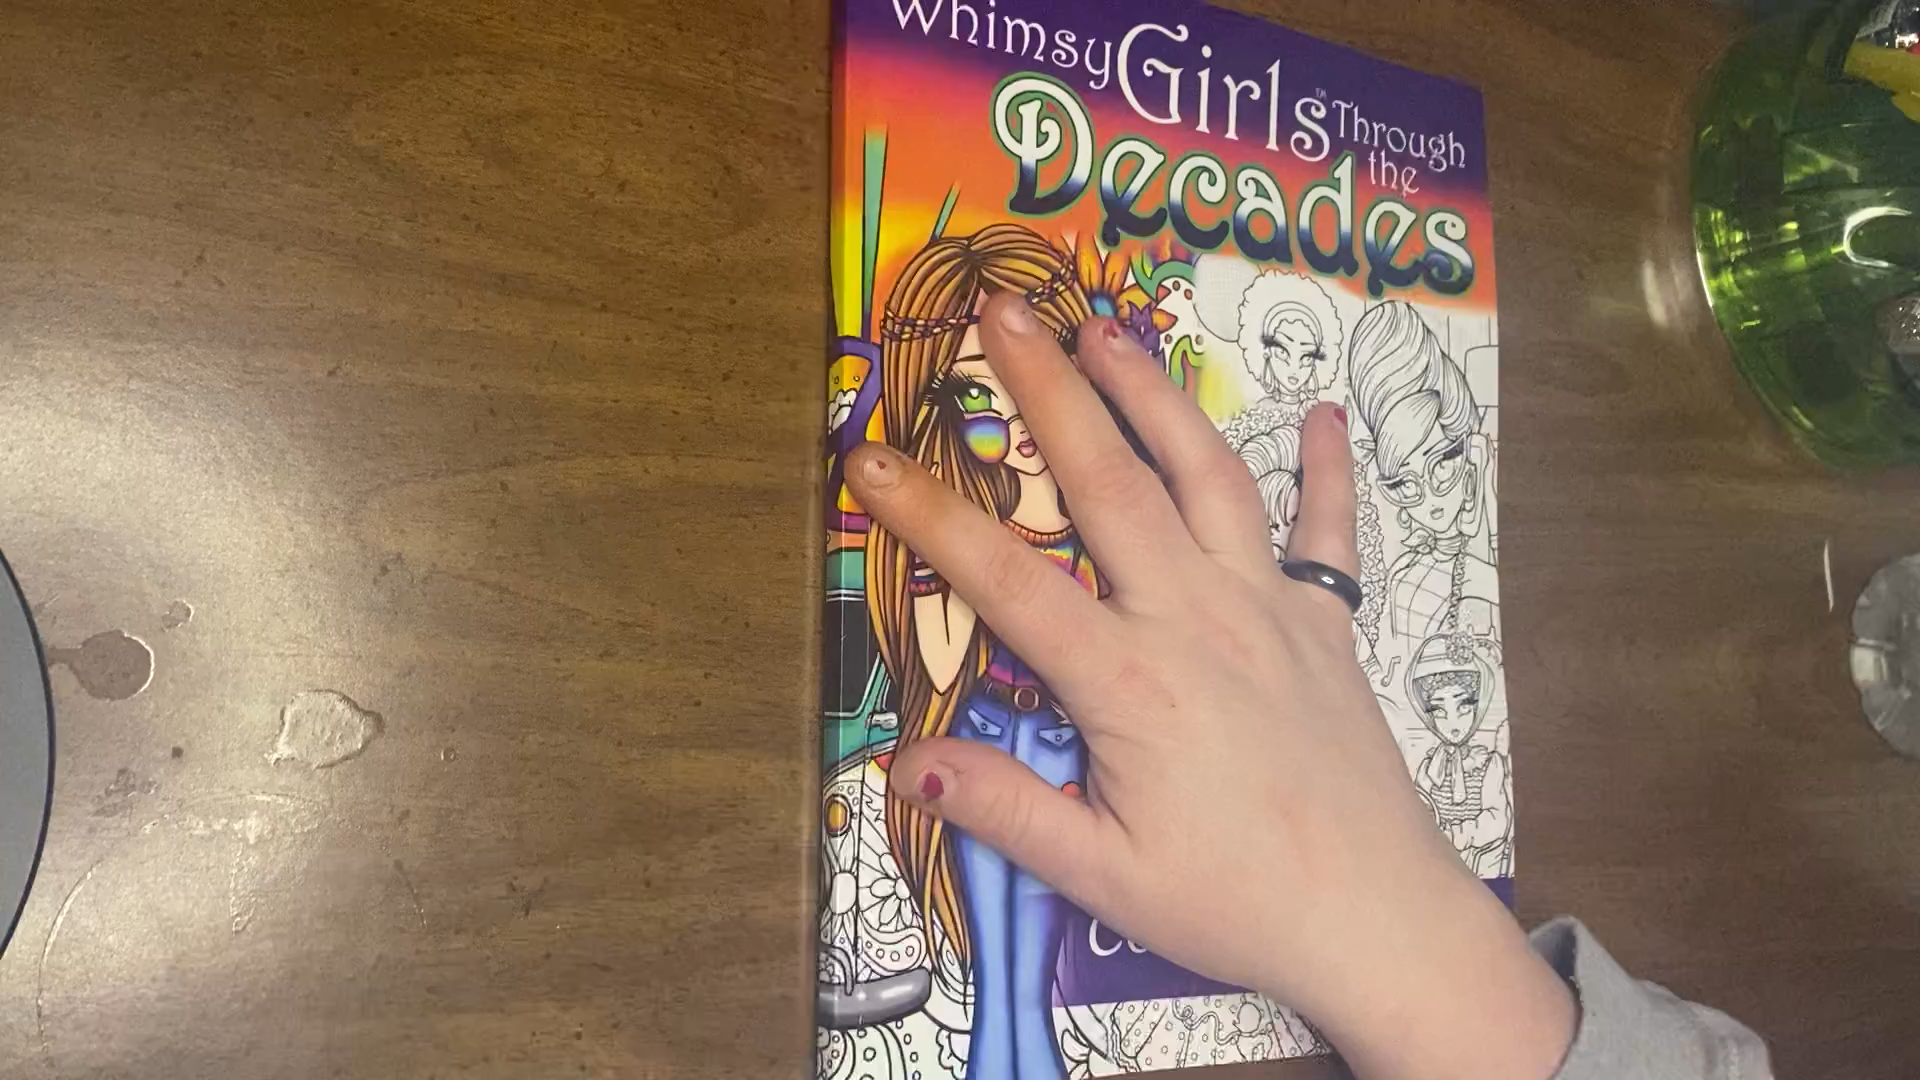 Whimsy Girls™ Through
the
Decades